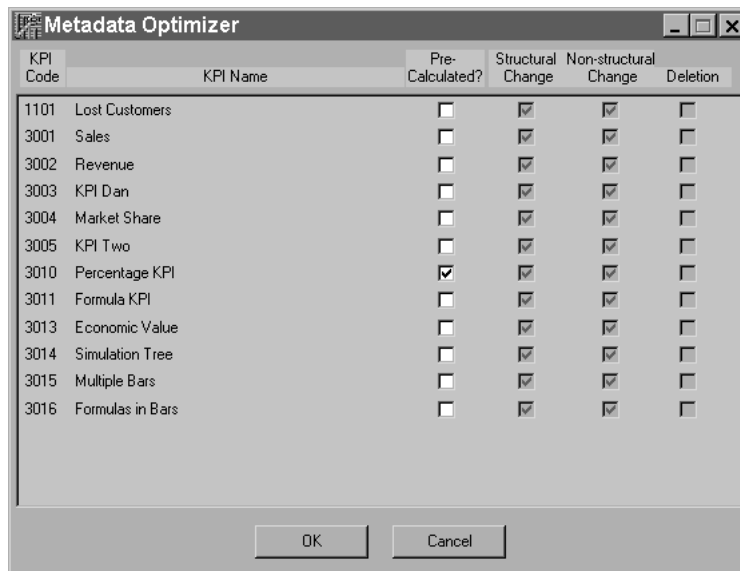 Metadata Optimizer
KPI Code KPI Name Pre-Calculated? Structural Change Non-structural Change Deletion
1101 Lost Customers
3001 Sales
3002 Revenue
3003 KPI Dan
3004 Market Share
3005 KPI Two
3010 Percentage KPI
3011 Formula KPI
3013 Economic Value
3014 Simulation Tree
3015 Multiple Bars
3016 Formulas in Bars
OK Cancel